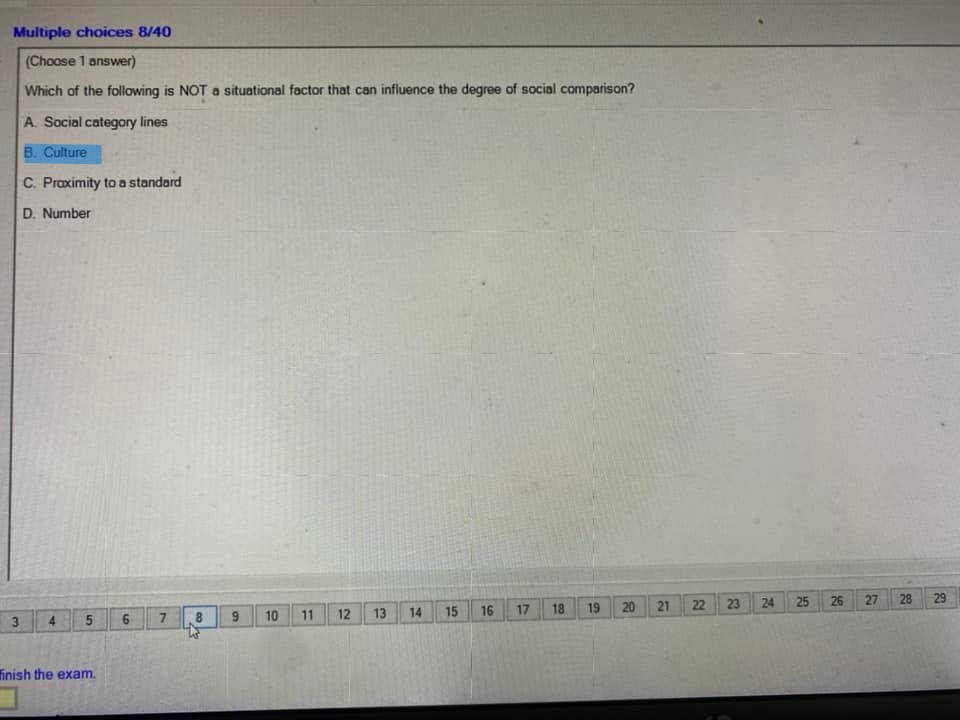 Multiple choices 8/40
(Choose 1 answer)
Which of the following is NOT a situational factor that can influence the degree of social comparison?
A. Social category lines
B. Culture
C. Proximity to a standard
D. Number
3 4 5 6 7 8 9 10 11 12 13 14 15 16 17 18 19 20 21 22 23 24 25 26 27 28 29
finish the exam.